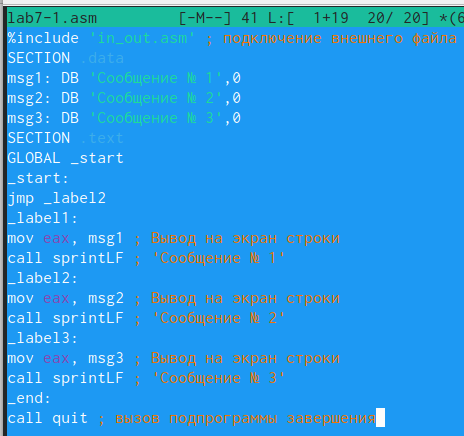 lab7-1.asm         [-M--] 41 L:[  1+19  20/ 20] *(6
%include 'in_out.asm' ; подключение внешнего файла
SECTION .data
msg1: DB 'Сообщение № 1',0
msg2: DB 'Сообщение № 2',0
msg3: DB 'Сообщение № 3',0
SECTION .text
GLOBAL _start
_start:
jmp _label2
_label1:
mov eax, msg1 ; Вывод на экран строки
call sprintLF ; 'Сообщение № 1'
_label2:
mov eax, msg2 ; Вывод на экран строки
call sprintLF ; 'Сообщение № 2'
_label3:
mov eax, msg3 ; Вывод на экран строки
call sprintLF ; 'Сообщение № 3'
_end:
call quit ; вызов подпрограммы завершения